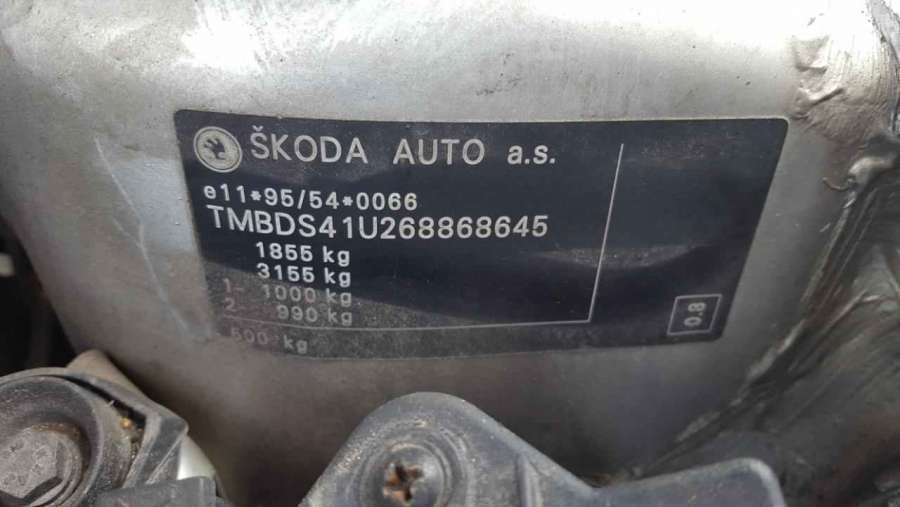 ŠKODA AUTO a.s.
e11*95/54*0066
TMBDS41U268868645
1855 kg
3155 kg
1- 1000 kg
2- 990 kg
500 kg
0.8